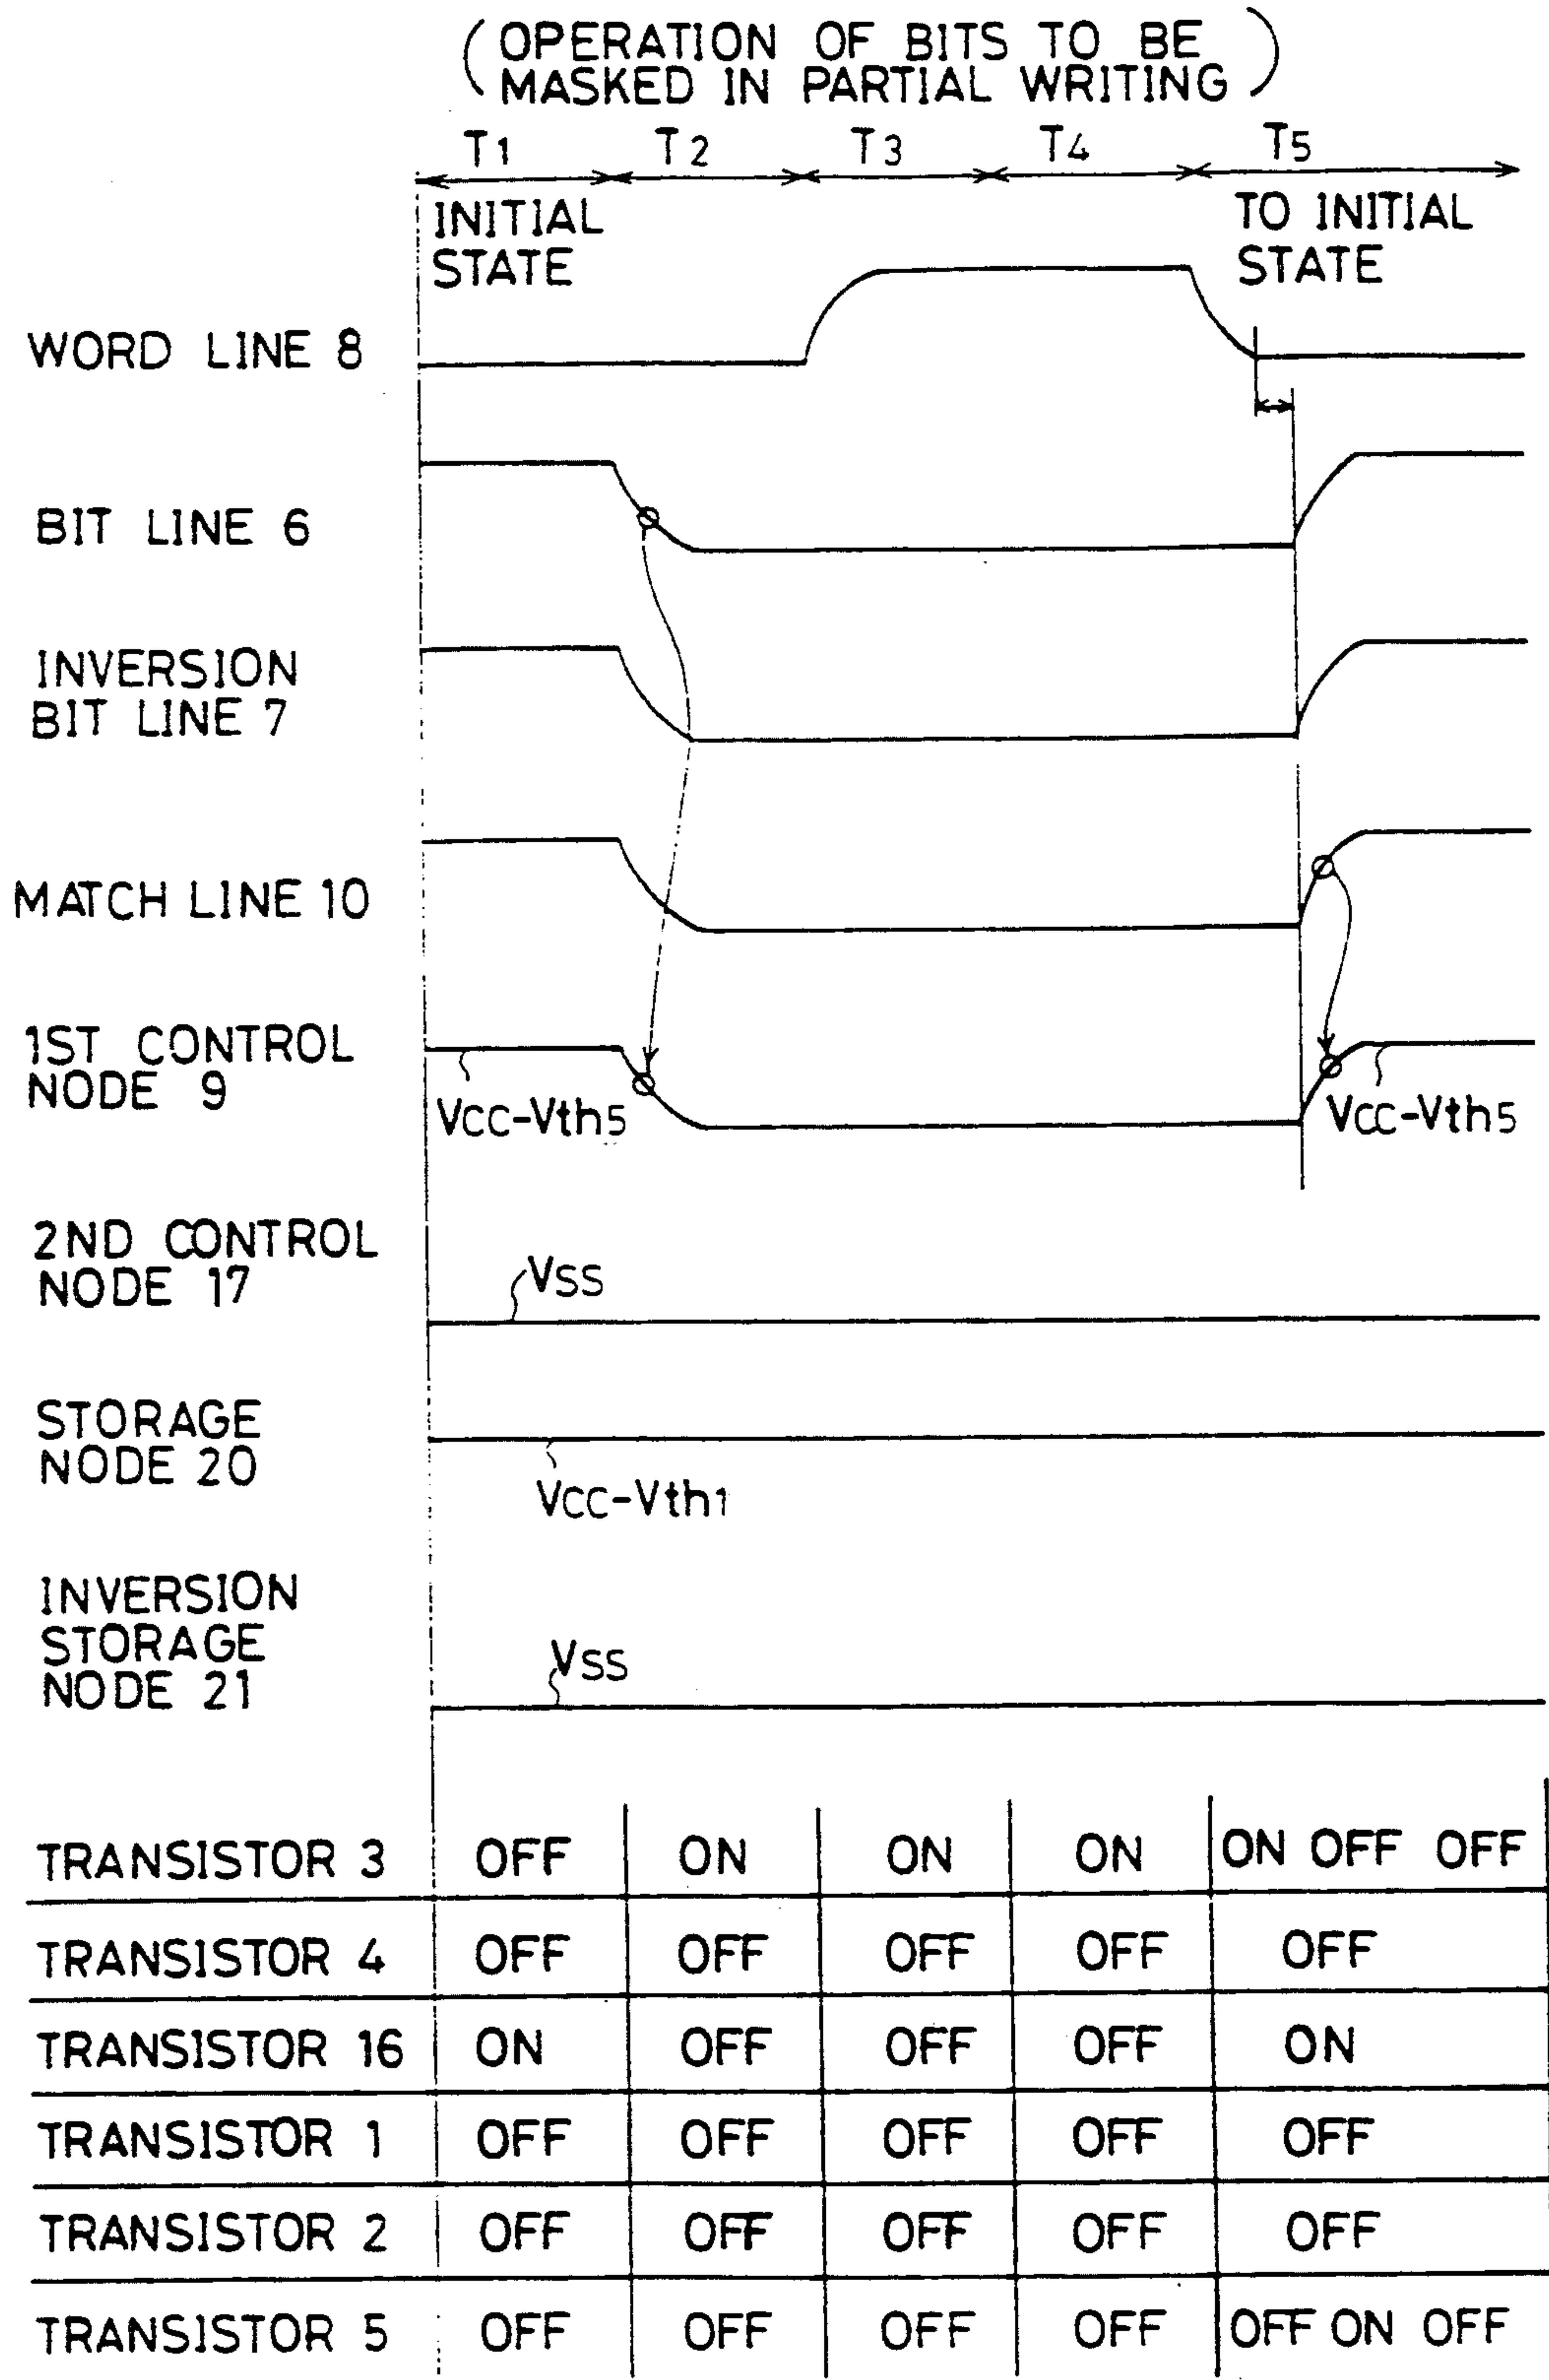 (OPERATION OF BITS TO BE
MASKED IN PARTIAL WRITING)
T1 T2 T3 T4 T5
INITIAL
STATE
TO INITIAL
STATE
WORD LINE 8
BIT LINE 6
INVERSION
BIT LINE 7
MATCH LINE 10
1ST CONTROL
NODE 9
VCC-Vth5
VCC-Vth5
2ND CONTROL
NODE 17
VSS
STORAGE
NODE 20
VCC-Vth1
INVERSION
STORAGE
NODE 21
VSS
TRANSISTOR 3 OFF ON ON ON ON OFF OFF
TRANSISTOR 4 OFF OFF OFF OFF OFF
TRANSISTOR 16 ON OFF OFF OFF ON
TRANSISTOR 1 OFF OFF OFF OFF OFF
TRANSISTOR 2 OFF OFF OFF OFF OFF
TRANSISTOR 5 OFF OFF OFF OFF OFF ON OFF